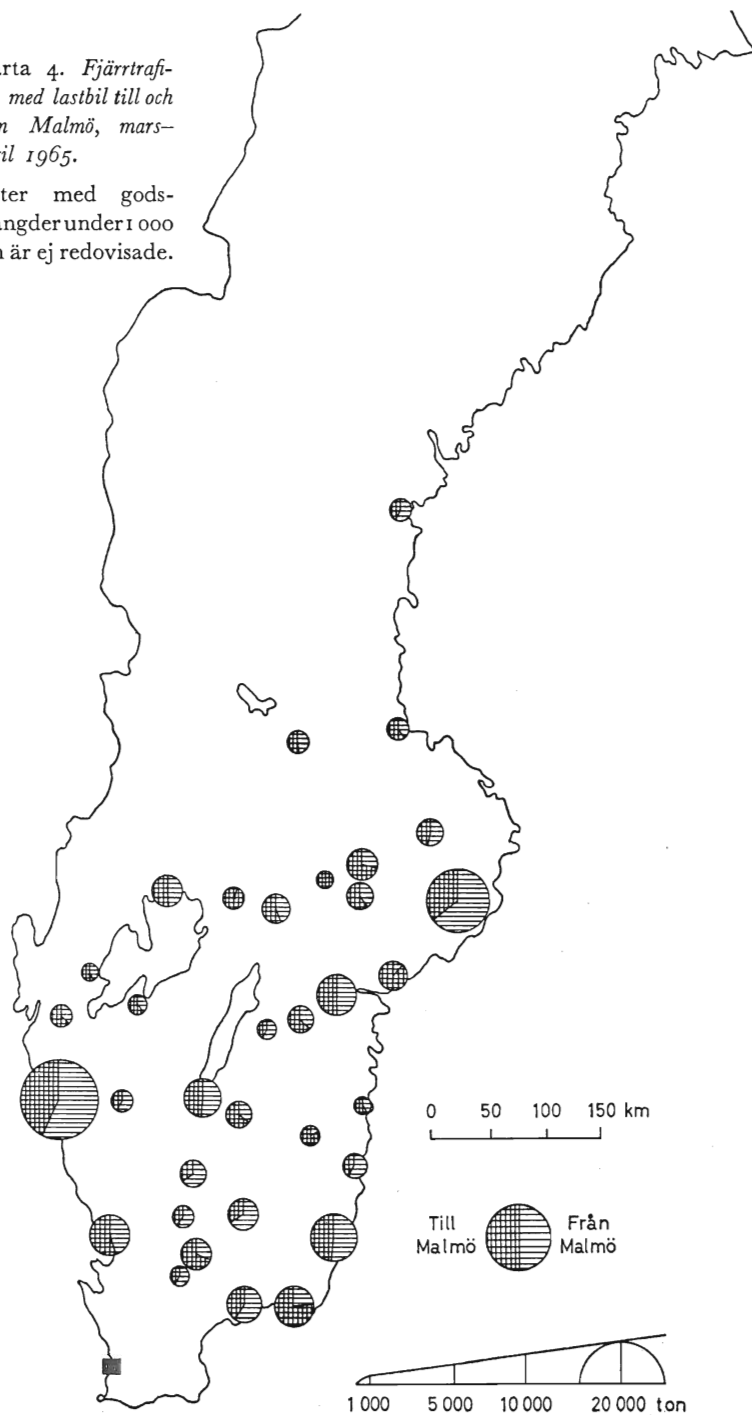 arta 4. Fjärrtrafi-
med lastbil till och
n Malmö, mars–
il 1965.
ter med gods-
ängder under 1 000
n är ej redovisade.
0 50 100 150 km
Till Malmö
Från Malmö
1 000 5 000 10 000 20 000 ton